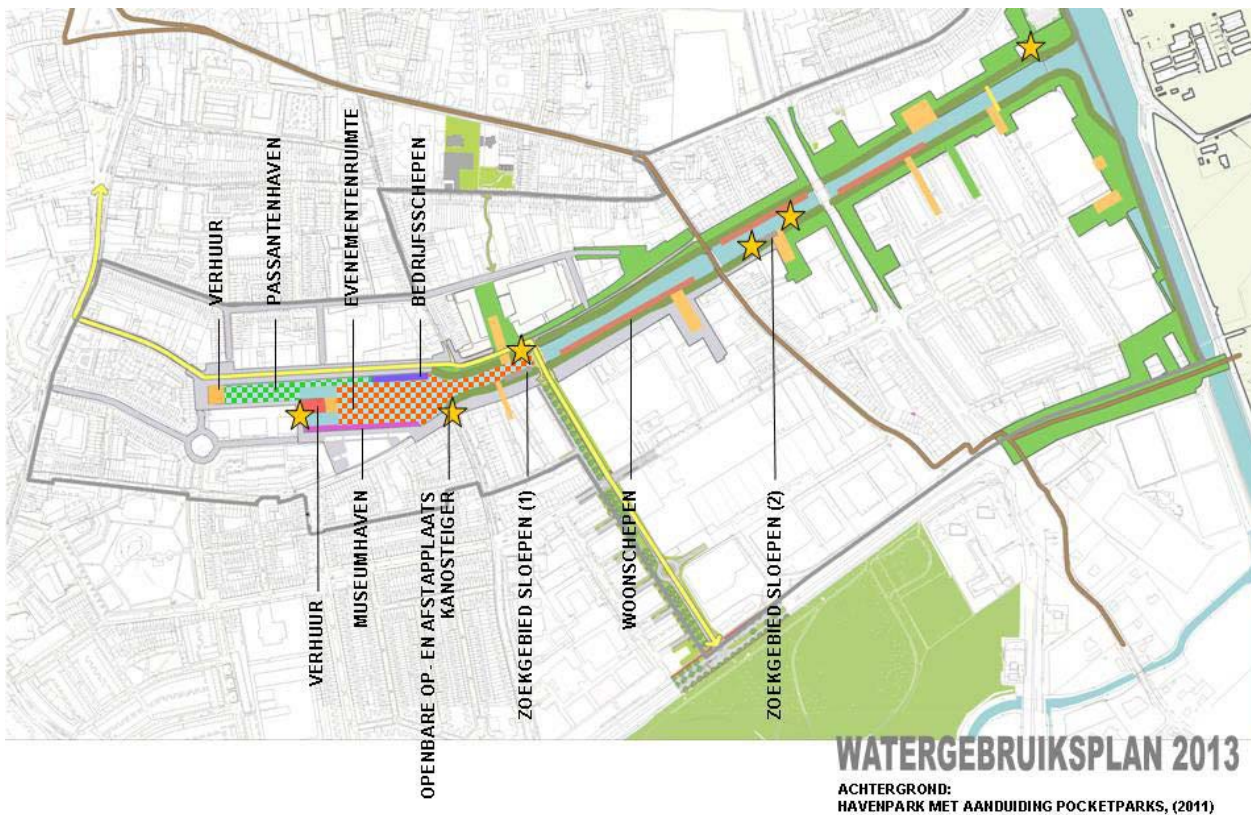 VERHUUR
PASSANTENHAVEN
EVENEMENTENRUIMTE
BEDRIJFSSCHEPEN
VERHUUR
MUSEUMHAVEN
OPENBARE OP- EN AFSTAPPLAATS
KANOSTEIGER
ZOEKGEBIED SLOEPEN (1)
WOONSCHEPEN
ZOEKGEBIED SLOEPEN (2)
WATERGEBRUIKSPLAN 2013
ACHTERGROND:
HAVENPARK MET AANDUIDING POCKETPARKS, (2011)